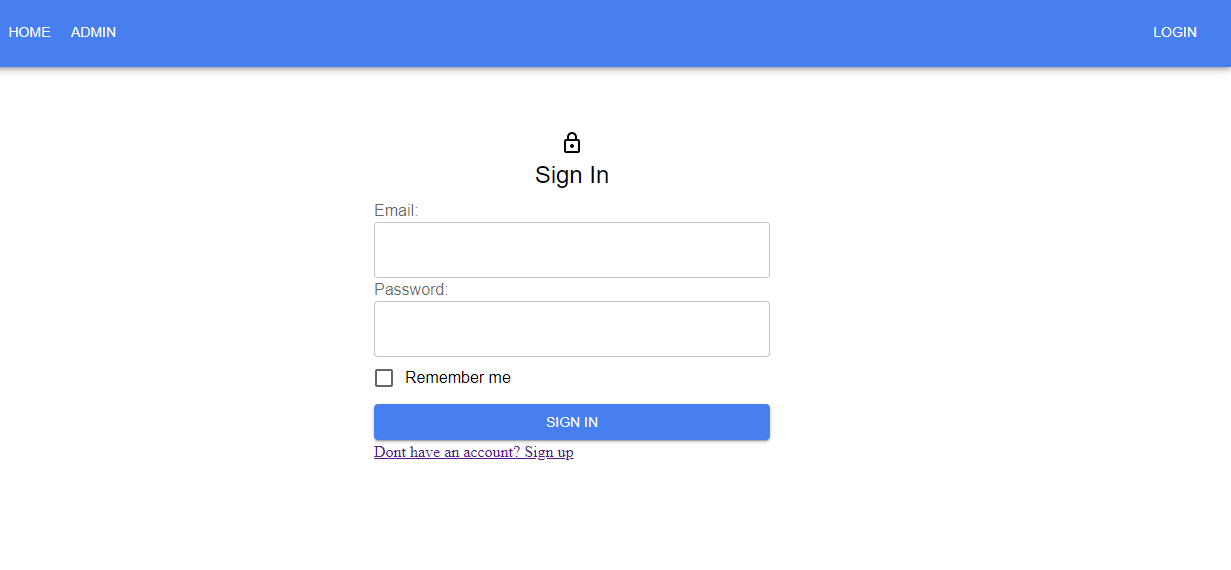 HOME ADMIN LOGIN
Sign In
Email:
Password:
Remember me
SIGN IN
Dont have an account? Sign up